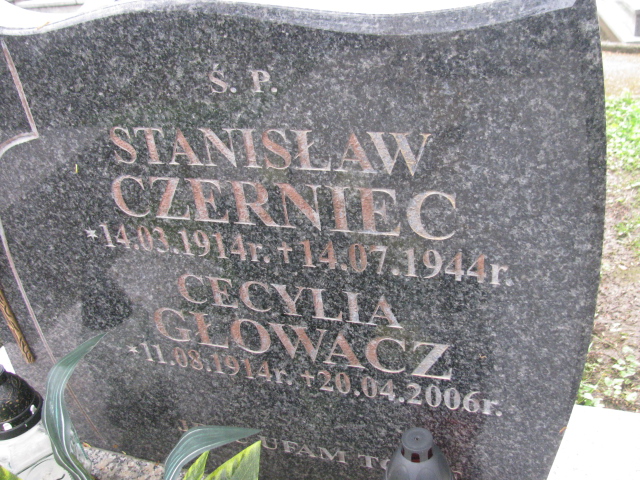 Ś. P.
STANISŁAW
CZERNIEC
*14.03.1914r. +14.07.1944r.
CECYLIA
GŁOWACZ
*11.08.1914r. +20.04.2006r.
UFAM